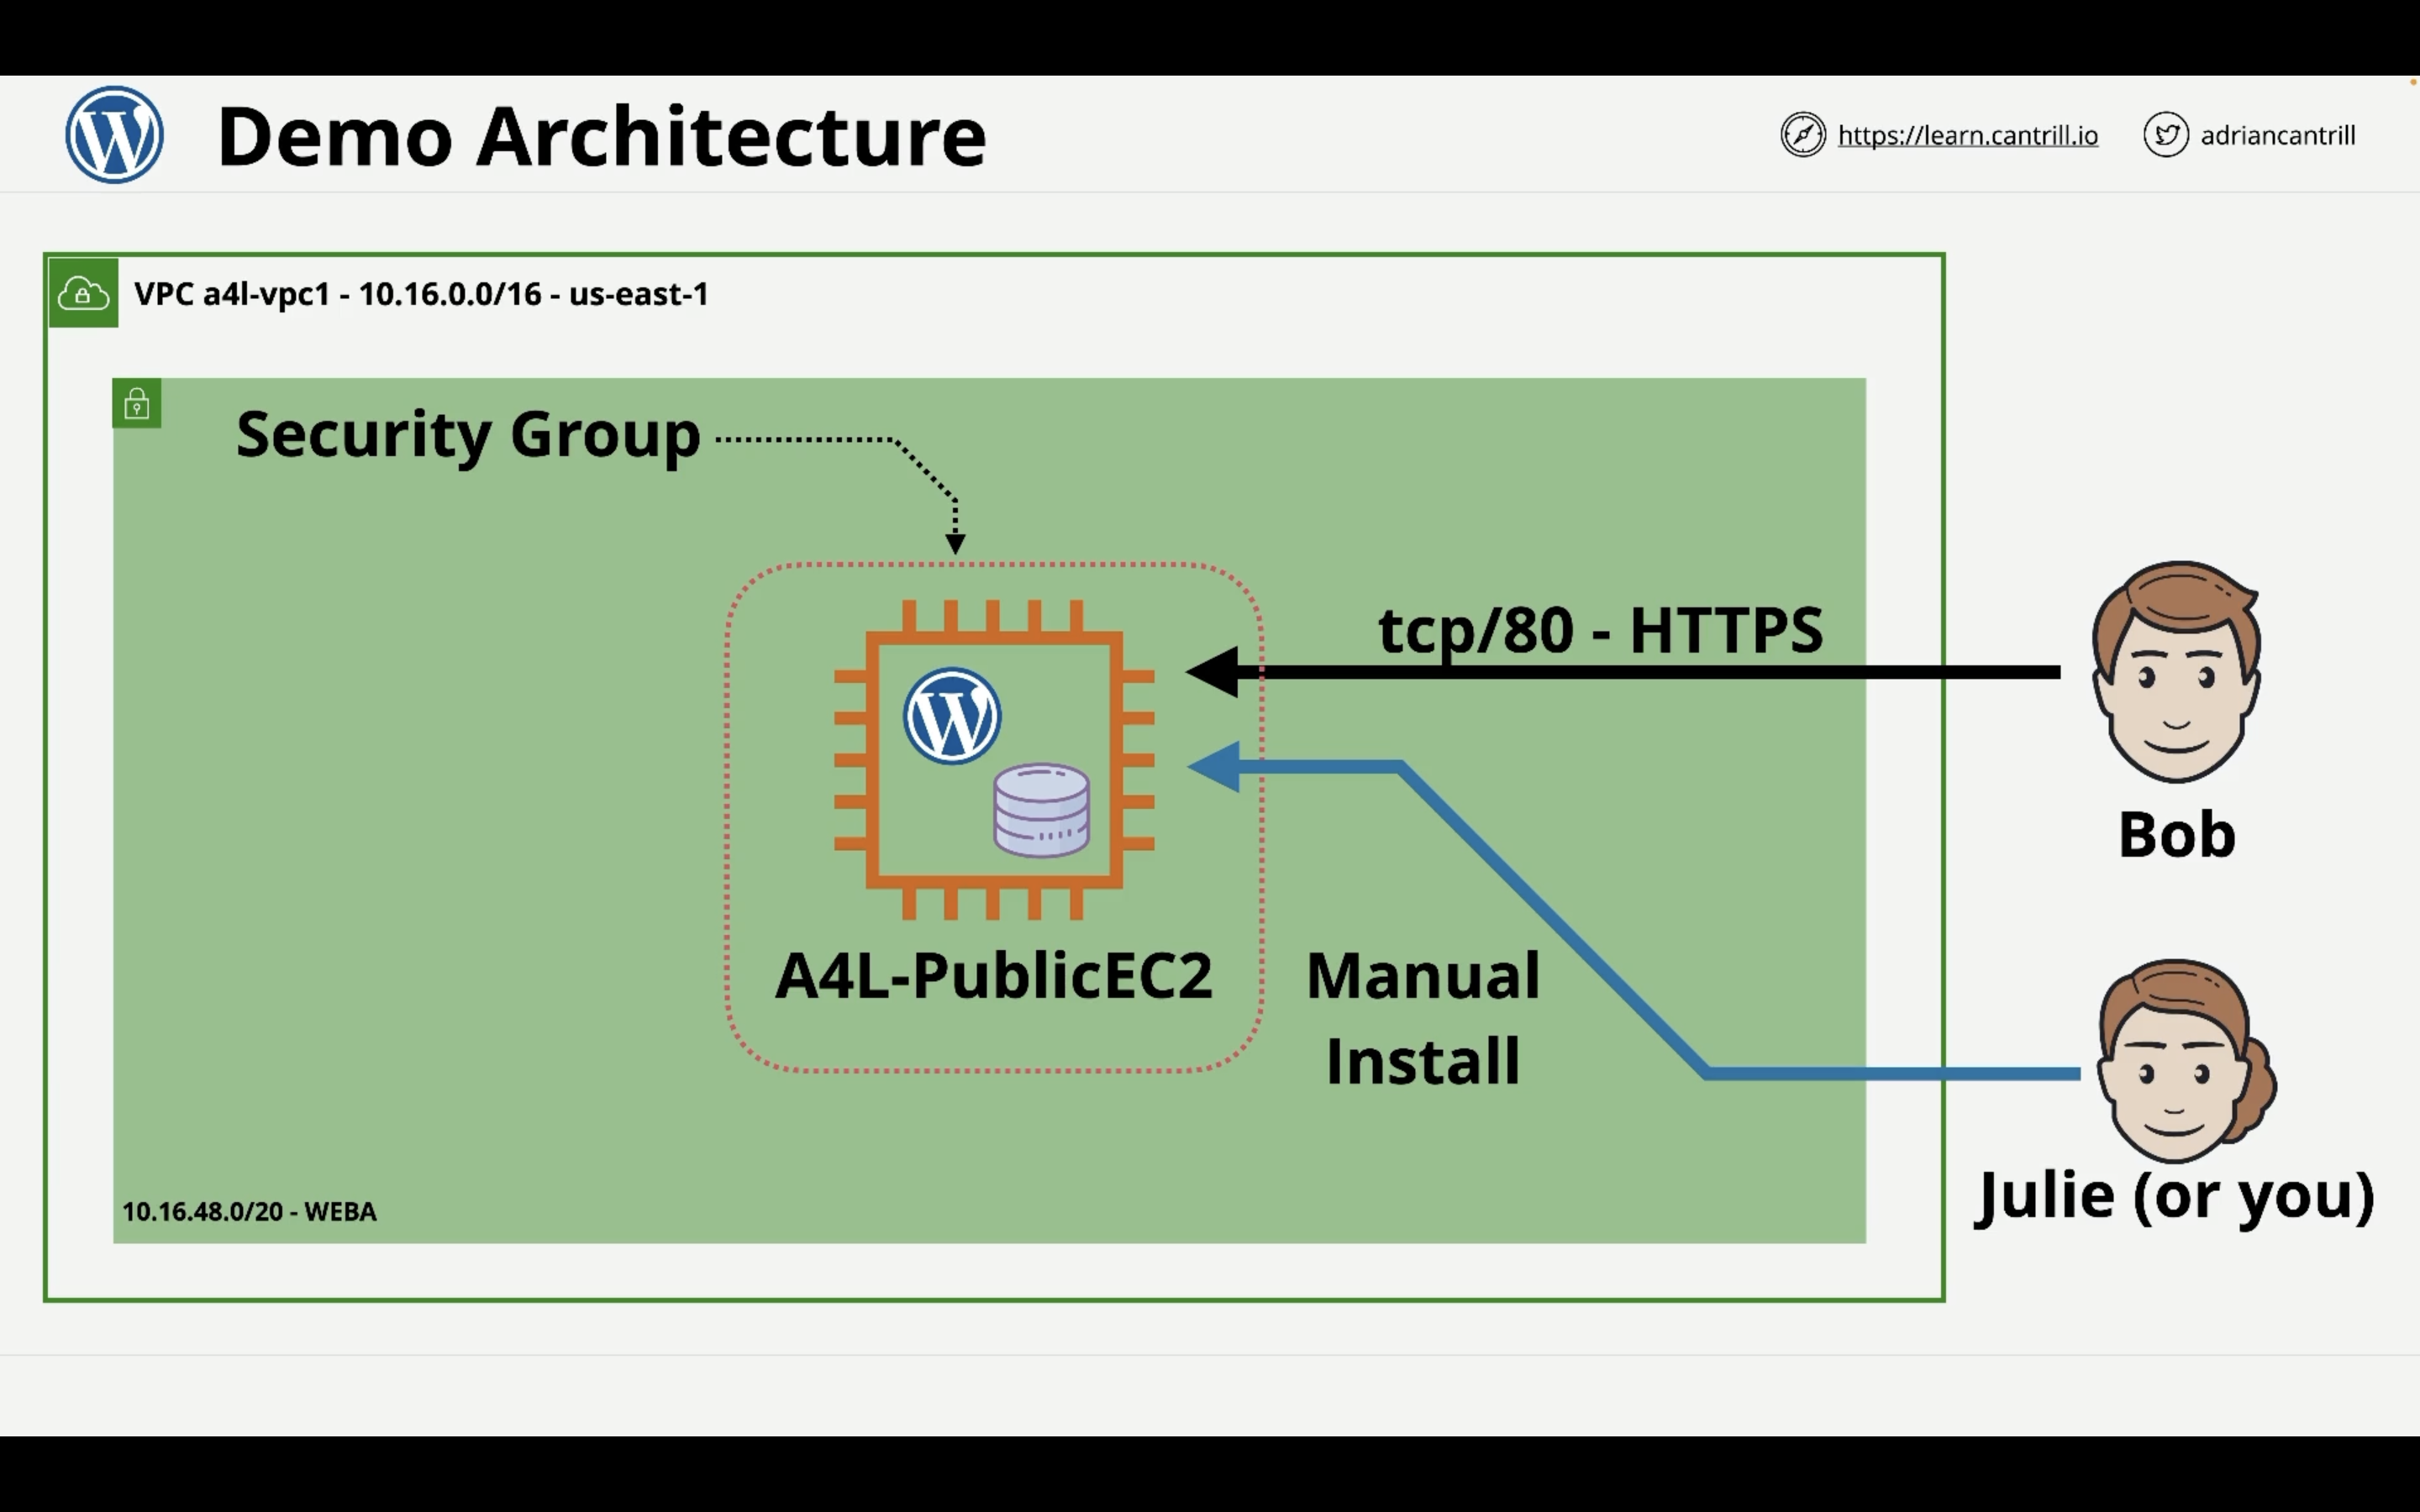 Demo Architecture
https://learn.cantrill.io
adriancantrill
VPC a4l-vpc1 - 10.16.0.0/16 - us-east-1
Security Group
tcp/80 - HTTPS
Bob
A4L-PublicEC2
Manual
Install
Julie (or you)
10.16.48.0/20 - WEBA